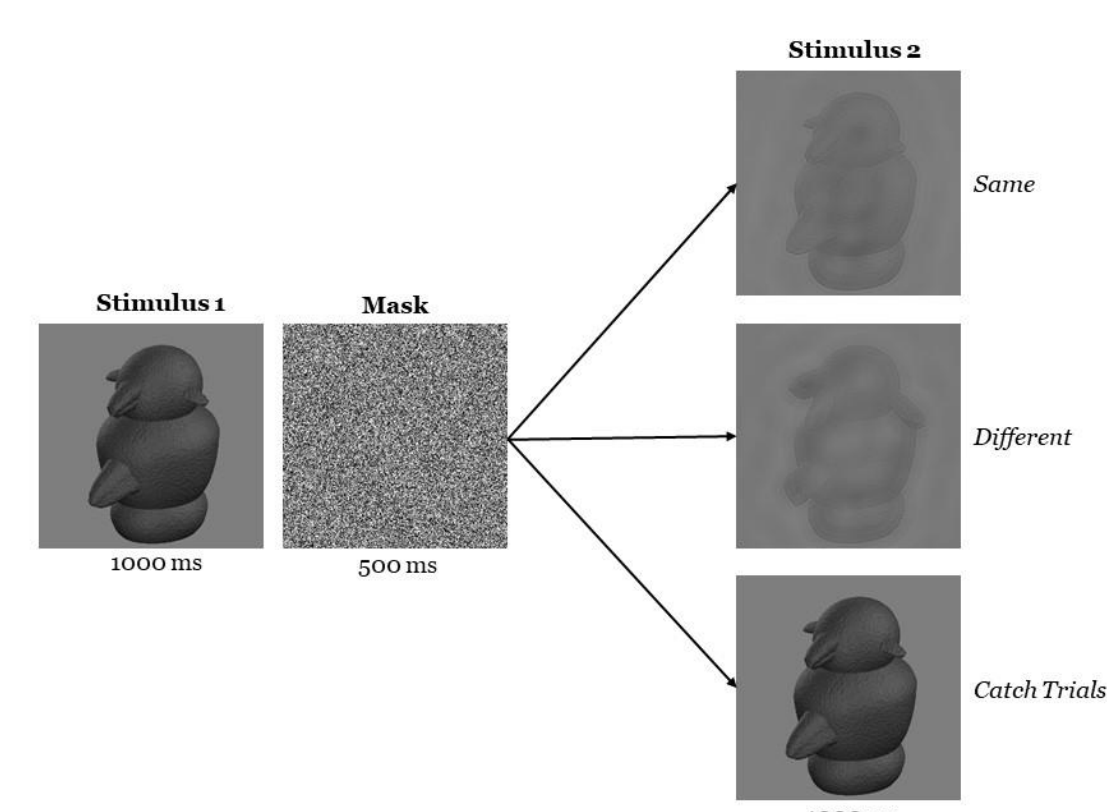 Stimulus 2
Same
Stimulus 1
Mask
Different
1000 ms
500 ms
Catch Trials